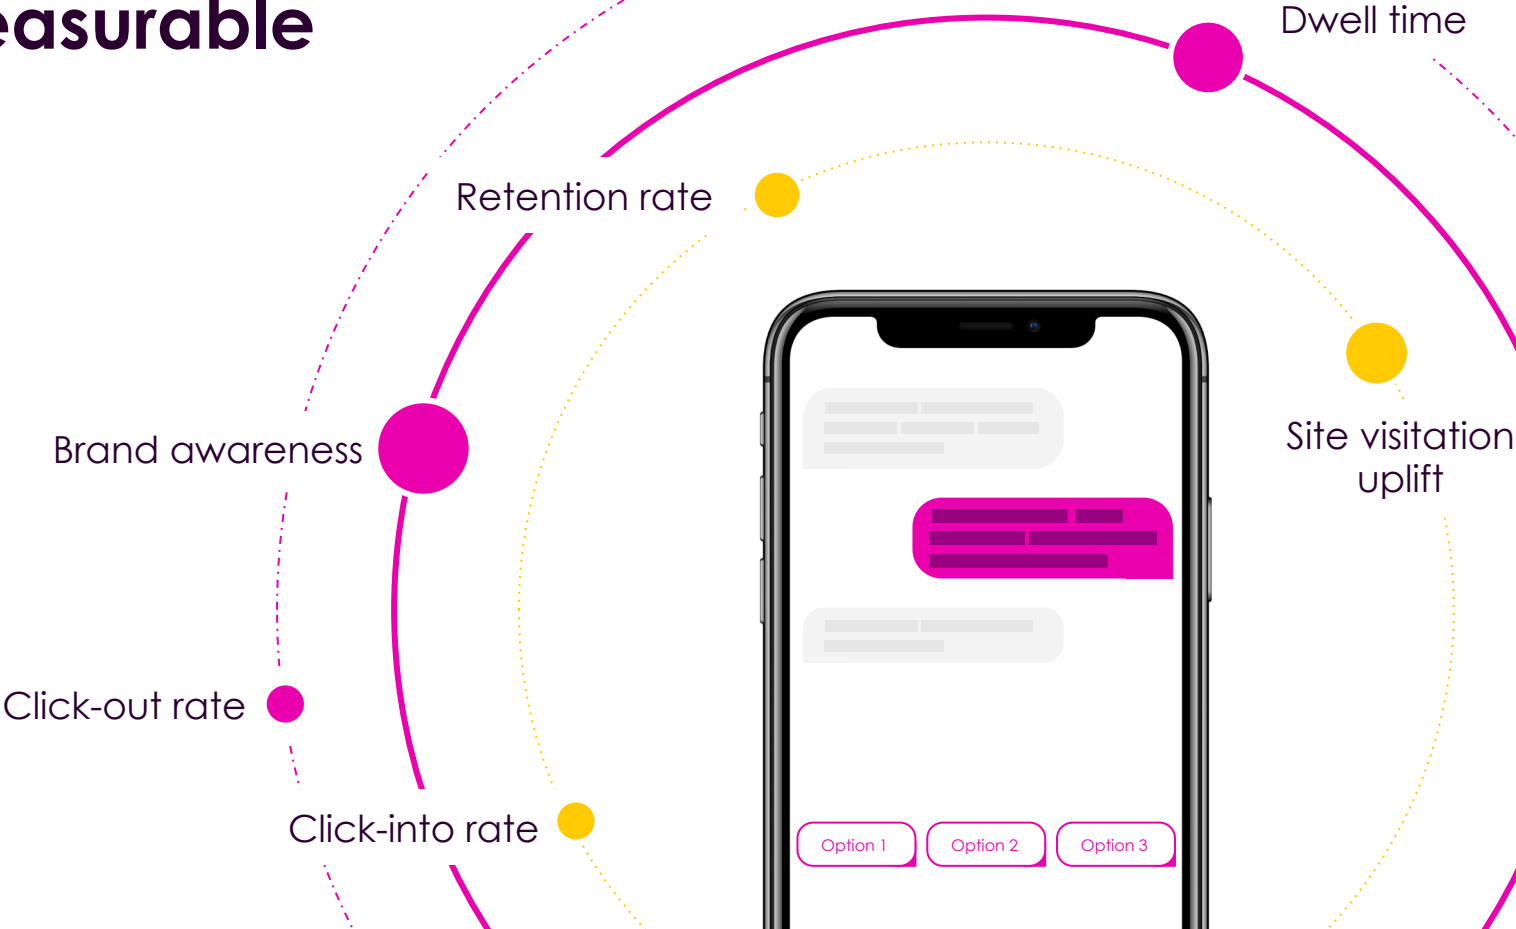 easurable
Dwell time
Retention rate
Brand awareness
Site visitation
uplift
Click-out rate
Click-into rate
Option 1
Option 2
Option 3